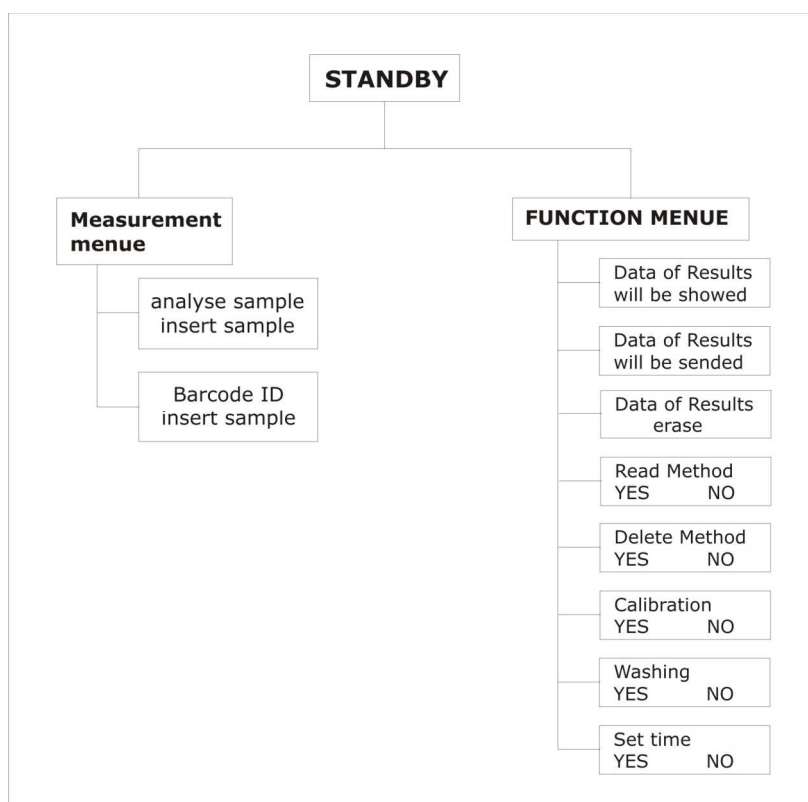 STANDBY
Measurement
menue
analyse sample
insert sample
Barcode ID
insert sample
FUNCTION MENUE
Data of Results
will be showed
Data of Results
will be sended
Data of Results
erase
Read Method
YES NO
Delete Method
YES NO
Calibration
YES NO
Washing
YES NO
Set time
YES NO